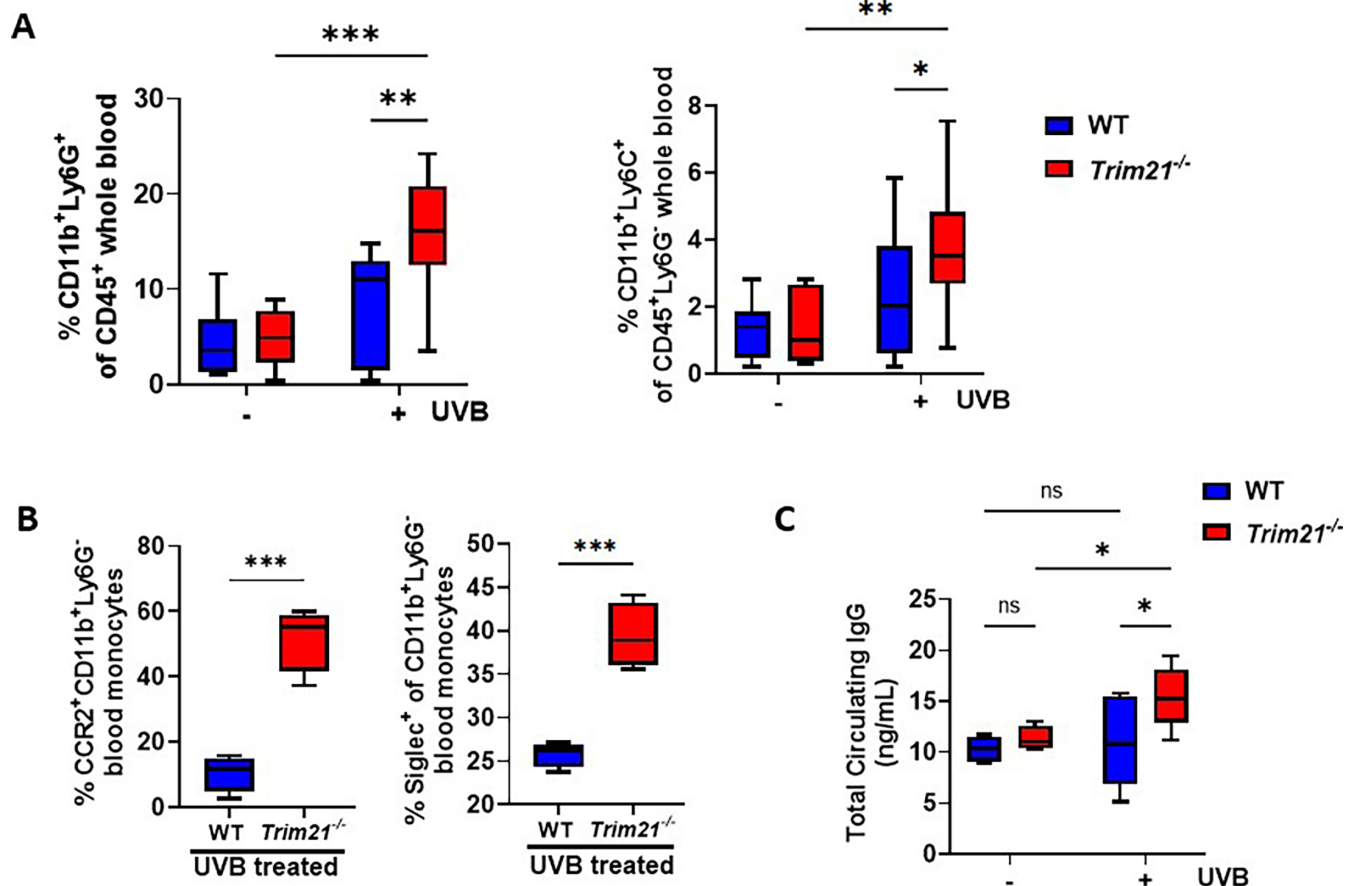 A
***
**
30
20
10
0
% CD11b+Ly6G+
of CD45+ whole blood
- + UVB
**
*
8
6
4
2
0
% CD11b+Ly6C+
of CD45+Ly6G- whole blood
- + UVB
WT
Trim21-/-
B
***
80
60
40
20
0
% CCR2+CD11b+Ly6G-
blood monocytes
WT Trim21-/-
UVB treated
***
50
45
40
35
30
25
20
% Siglec+ of CD11b+Ly6G-
blood monocytes
WT Trim21-/-
UVB treated
C
ns
*
ns
*
25
20
15
10
5
0
Total Circulating IgG
(ng/mL)
- + UVB
WT
Trim21-/-